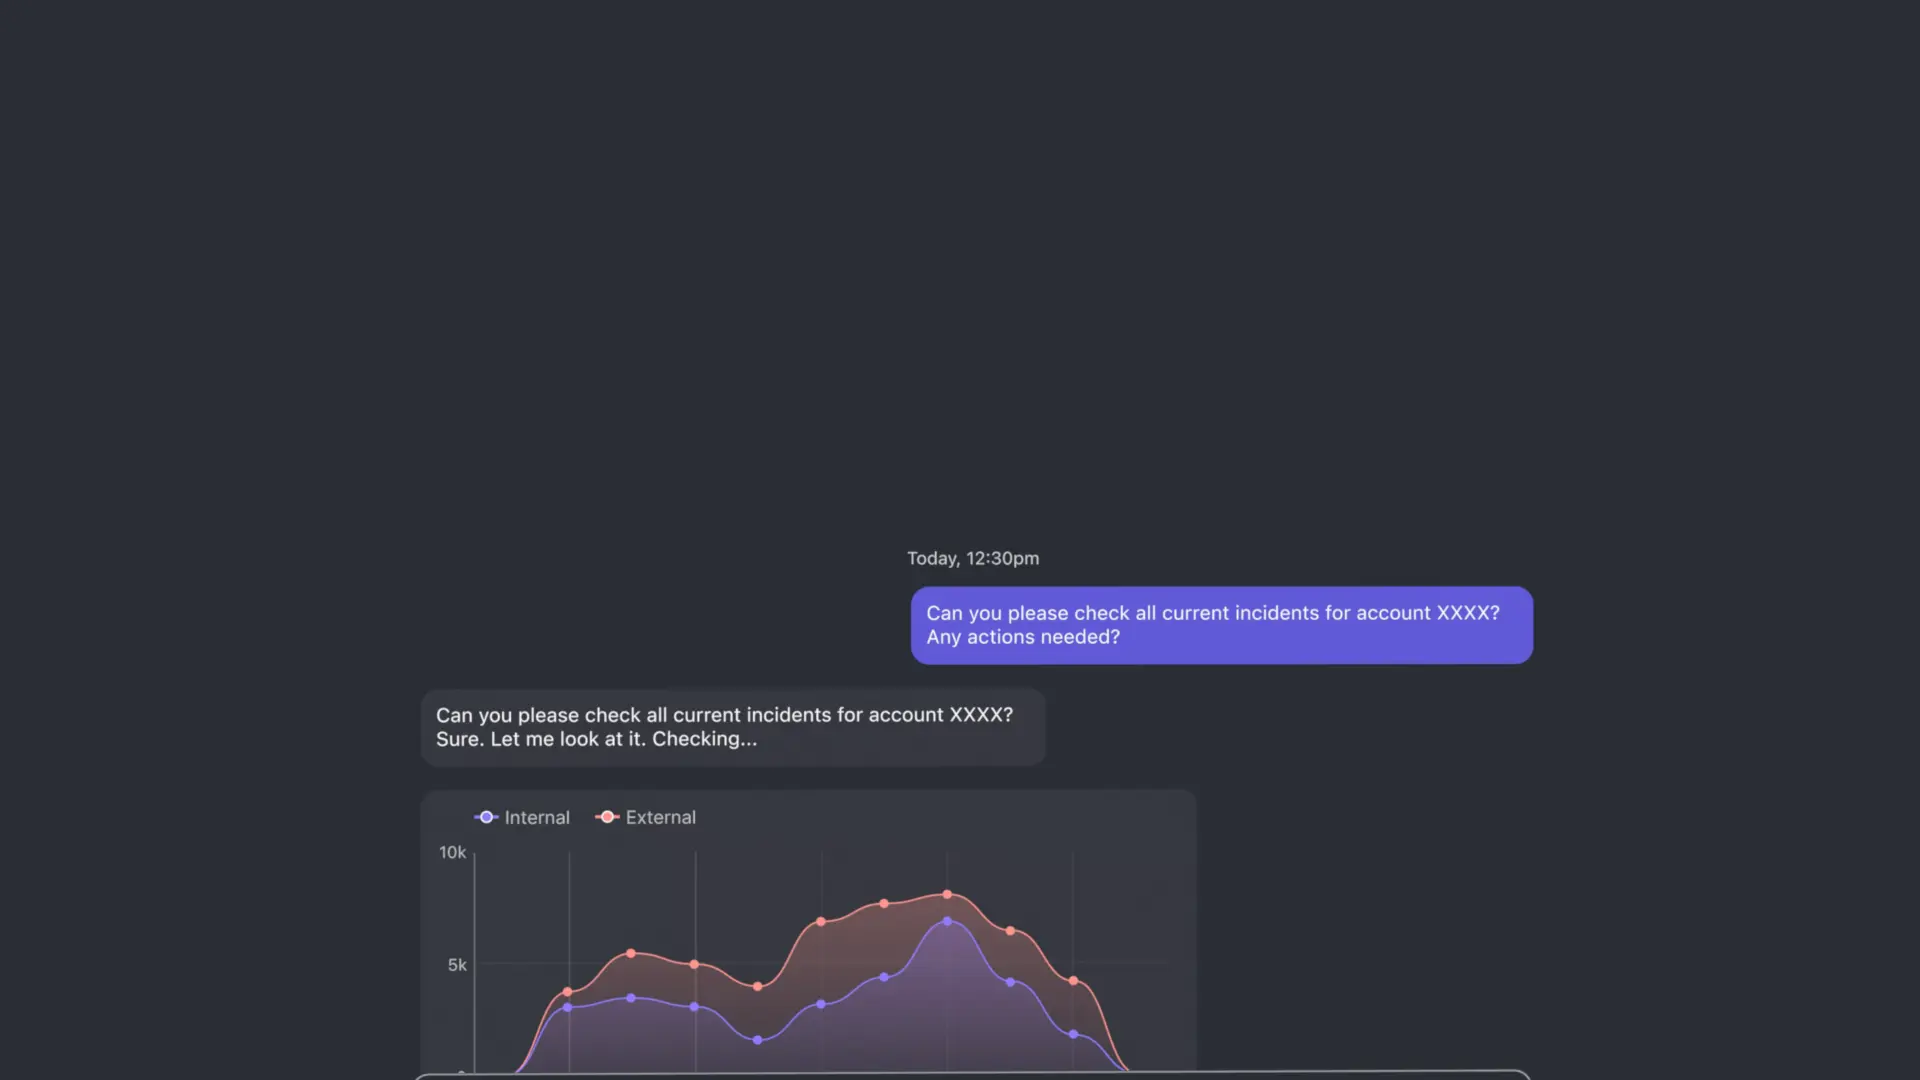 Today, 12:30pm
Can you please check all current incidents for account XXXX?
Any actions needed?
Can you please check all current incidents for account XXXX?
Sure. Let me look at it. Checking...
Internal External
10k
5k